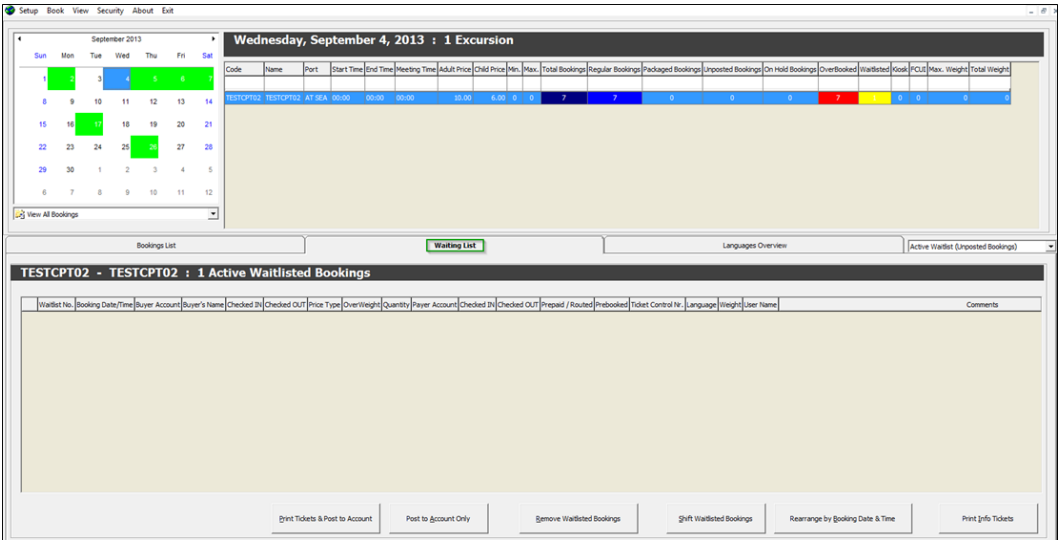 Setup Book View Security About Exit
September 2013
Sun Mon Tue Wed Thu Fri Sat
1 2 3 4 5 6 7
8 9 10 11 12 13 14
15 16 17 18 19 20 21
22 23 24 25 26 27 28
29 30 1 2 3 4 5
6 7 8 9 10 11 12
View All Bookings
Wednesday, September 4, 2013 : 1 Excursion
Code Name Port Start Time End Time Meeting Time Adult Price Child Price Min. Max. Total Bookings Regular Bookings Packaged Bookings Unposted Bookings On Hold Bookings OverBooked Waitlisted Kiosk FCUI Max. Weight Total Weight
TESTCPT02 TESTCPT02 AT SEA 00:00 00:00 00:00 10.00 6.00 0 0 7 7 0 0 0 7 1 0 0 0 0
Bookings List Waiting List Languages Overview Active Waitlist (Unposted Bookings)
TESTCPT02 - TESTCPT02 : 1 Active Waitlisted Bookings
Waitlist No. Booking Date/Time Buyer Account Buyer's Name Checked IN Checked OUT Price Type OverWeight Quantity Payer Account Checked IN Checked OUT Prepaid / Routed Prebooked Ticket Control Nr. Language Weight User Name Comments
Print Tickets & Post to Account Post to Account Only Remove Waitlisted Bookings Shift Waitlisted Bookings Rearrange by Booking Date & Time Print Info Tickets